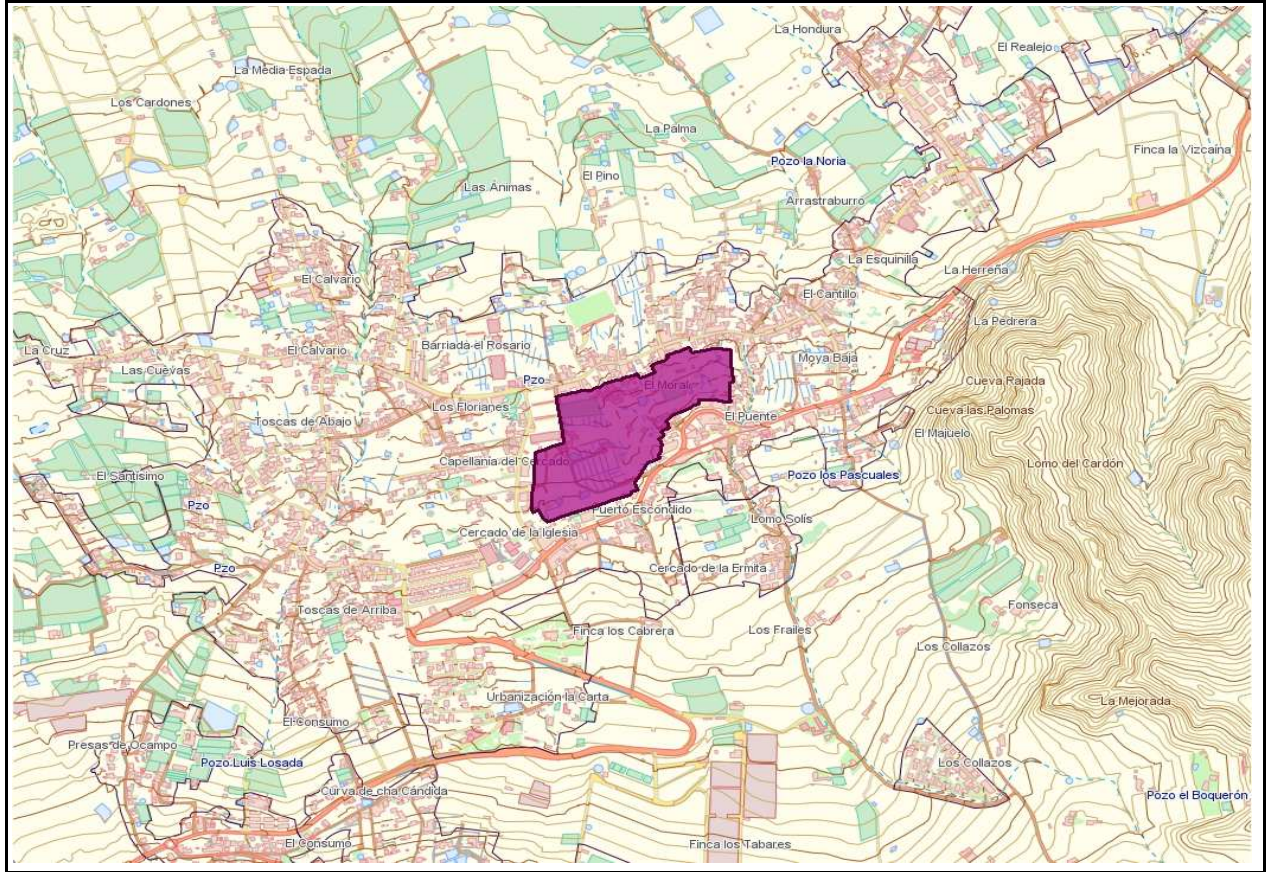 La Hondura
El Realejo
La Media Espada
Los Cardones
La Palma
Finca la Vizcaína
Pozo la Noria
El Pino
Las Ánimas
Arrastraburro
La Esquinilla
La Herreña
El Calvario
El Cantillo
La Pedrera
La Cruz
El Calvario
Barriada el Rosario
Moya Baja
Las Cuevas
Pzo
El Moral
Cueva Rajada
Los Florianes
Cueva las Palomas
Toscas de Abajo
El Puente
El Majuelo
Capellanía del Cercado
Lomo del Cardón
El Santísimo
Pozo los Pascuales
Pzo
Puerto Escondido
Lomo Solís
Cercado de la Iglesia
Pzo
Cercado de la Ermita
Toscas de Arriba
Fonseca
Finca los Cabrera
Los Frailes
Los Collazos
Urbanización la Carta
La Mejorada
El Consumo
Presas de Ocampo
Pozo Luis Losada
Los Collazos
Curva de cha Cándida
Pozo el Boquerón
El Consumo
Finca los Tabares